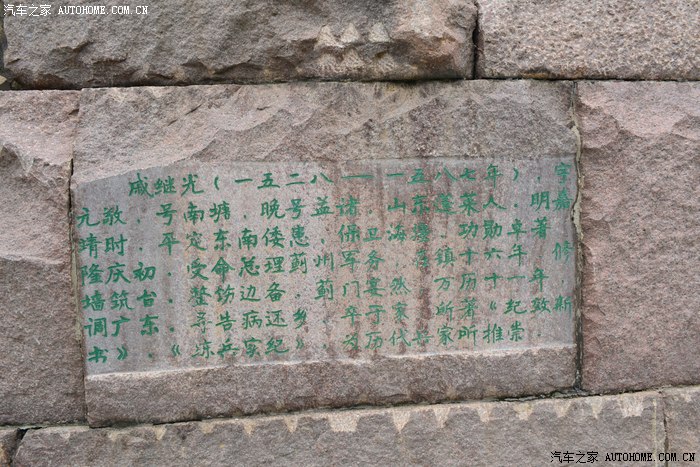 汽车之家 AUTOHOME.COM.CN
戚继光(一五二八——一五八七年),字
元敬,号南塘,晚号孟诸,山东蓬莱人。明嘉
靖时,平定东南倭患,保卫海疆,功勋卓著。
隆庆初,受命总理蓟州军务,镇十六年,修
墙筑台,整饬边备,蓟门宴然。万历十一年
调广东,寻告病还乡,卒于家。所著《纪效新
书》、《练兵实纪》,为历代兵家所推崇。
汽车之家 AUTOHOME.COM.CN